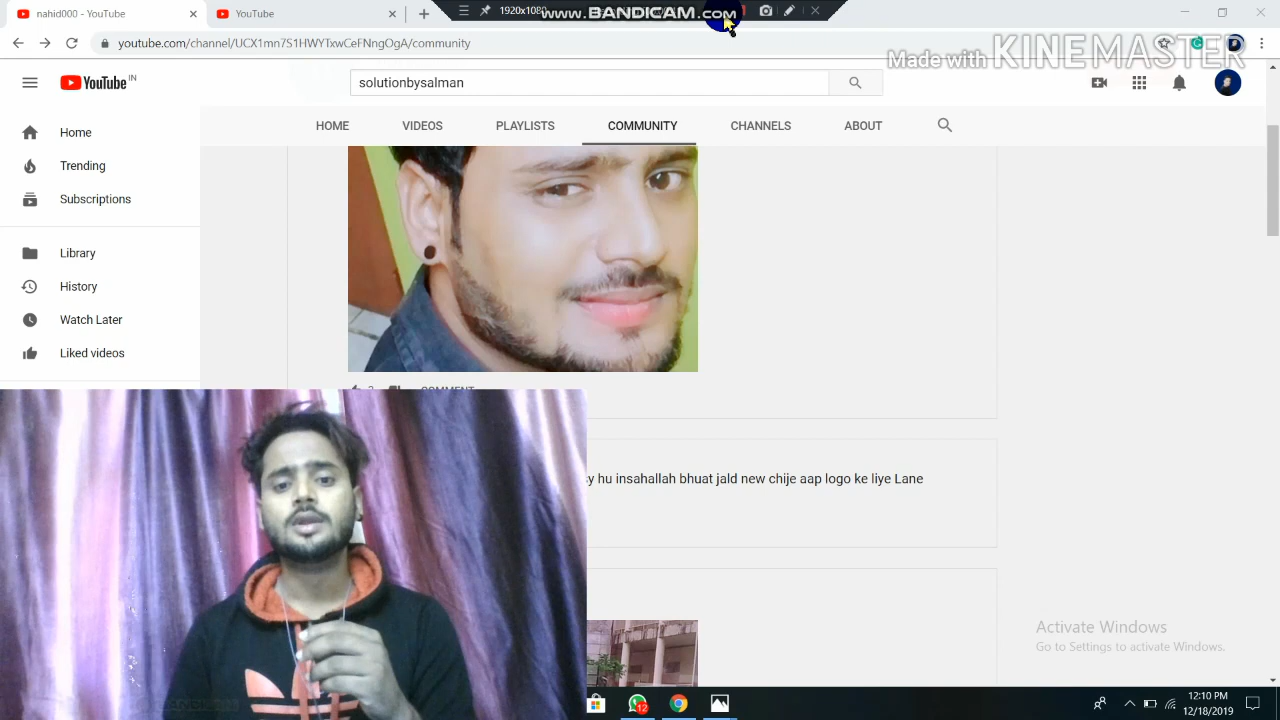 nahid000 - YouTube
YouTube
1920x1080
WWW.BANDICAM.COM
youtube.com/channel/UCX1mn7S1HWYTxwCeFNngOgA/community
Made with KINEMASTER
YouTube IN
solutionbysalman
HOME
VIDEOS
PLAYLISTS
COMMUNITY
CHANNELS
ABOUT
Home
Trending
Subscriptions
Library
History
Watch Later
Liked videos
COMMENT
hu insahallah bhuat jald new chije aap logo ke liye Lane
Activate Windows
Go to Settings to activate Windows.
12
12:10 PM
12/18/2019